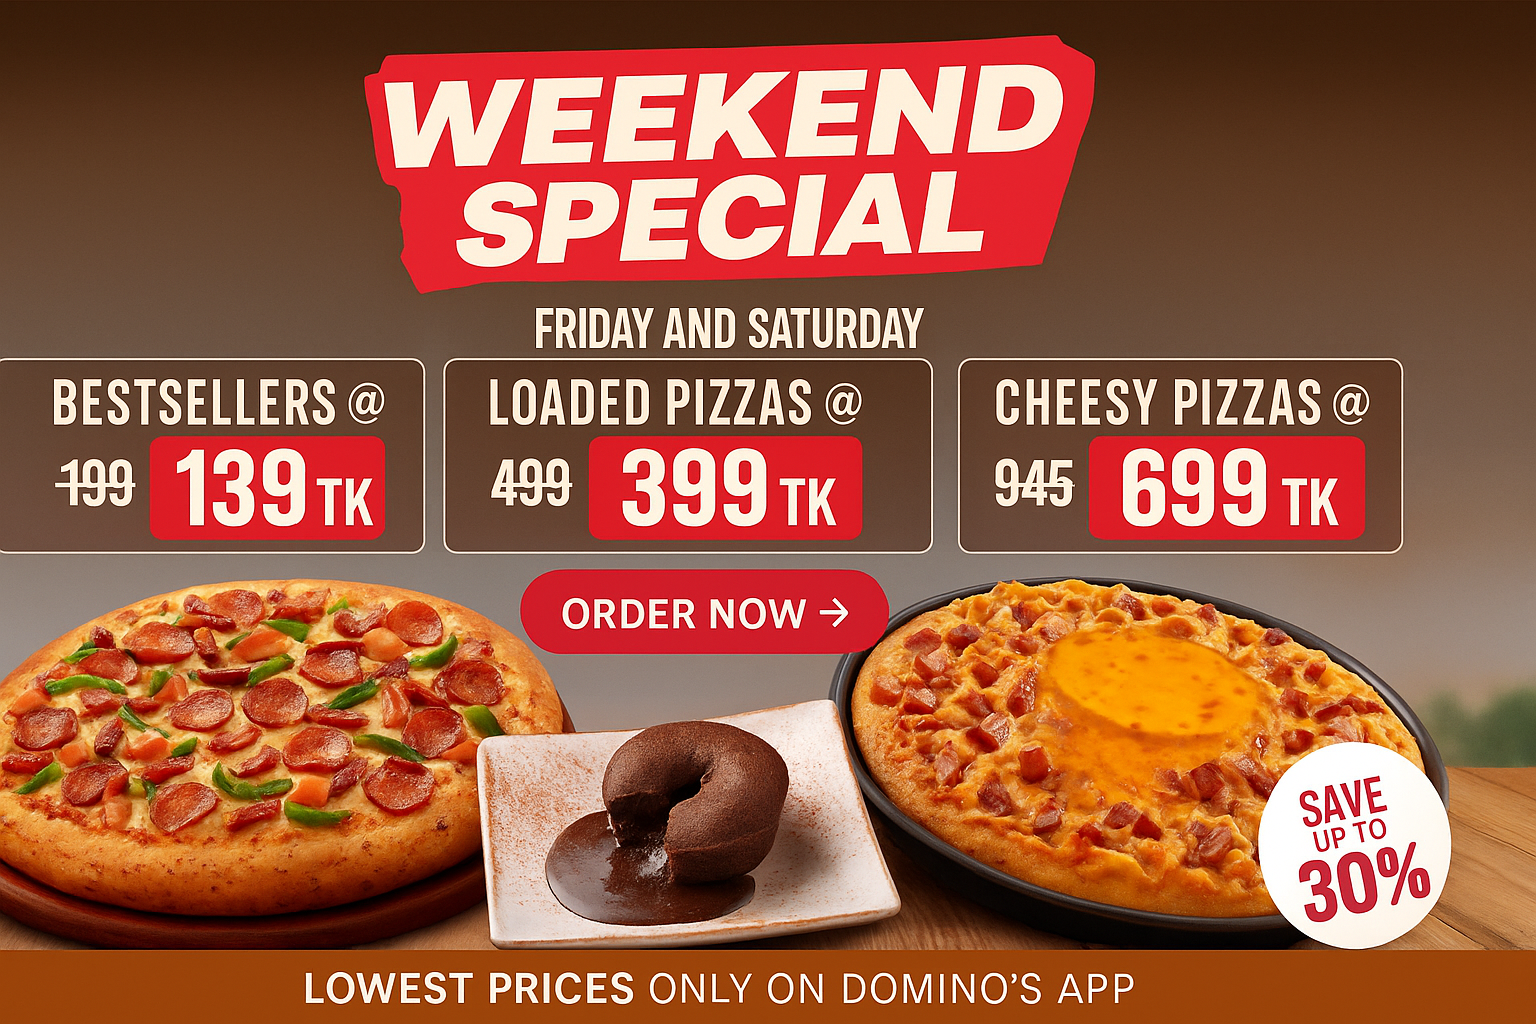 WEEKEND
SPECIAL
FRIDAY AND SATURDAY
BESTSELLERS @
199 139 TK
LOADED PIZZAS @
499 399 TK
CHEESY PIZZAS @
945 699 TK
ORDER NOW →
SAVE
UP TO
30%
LOWEST PRICES ONLY ON DOMINO'S APP